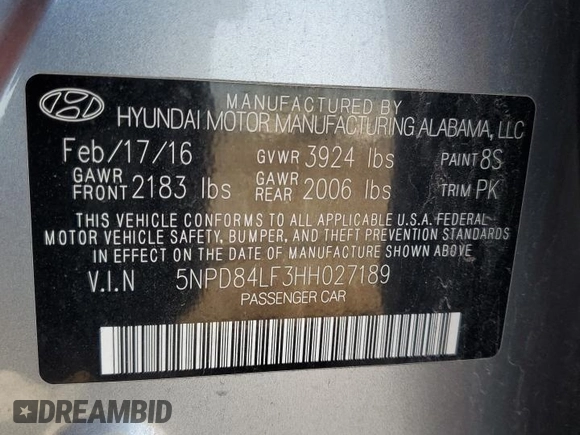 MANUFACTURED BY
HYUNDAI MOTOR MANUFACTURING ALABAMA, LLC
Feb/17/16 GVWR 3924 lbs PAINT 8S
GAWR FRONT 2183 lbs GAWR REAR 2006 lbs TRIM PK
THIS VEHICLE CONFORMS TO ALL APPLICABLE U.S.A. FEDERAL
MOTOR VEHICLE SAFETY, BUMPER, AND THEFT PREVENTION STANDARDS
IN EFFECT ON THE DATE OF MANUFACTURE SHOWN ABOVE.
V.I.N 5NPD84LF3HH027189
PASSENGER CAR
DREAMBID